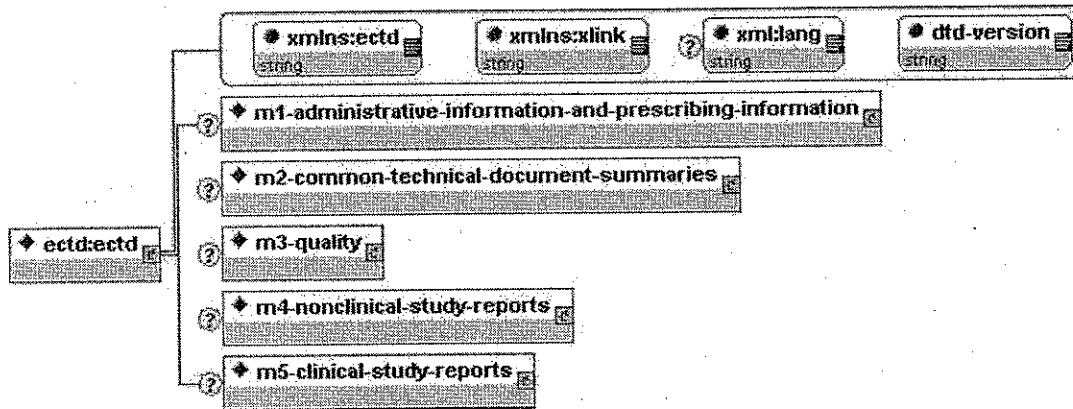 xmlns:ectd
string
xmlns:xlink
string
?
xml:lang
string
dtd-version
string
?
m1-administrative-information-and-prescribing-information
?
m2-common-technical-document-summaries
ectd:ectd
?
m3-quality
?
m4-nonclinical-study-reports
?
m5-clinical-study-reports